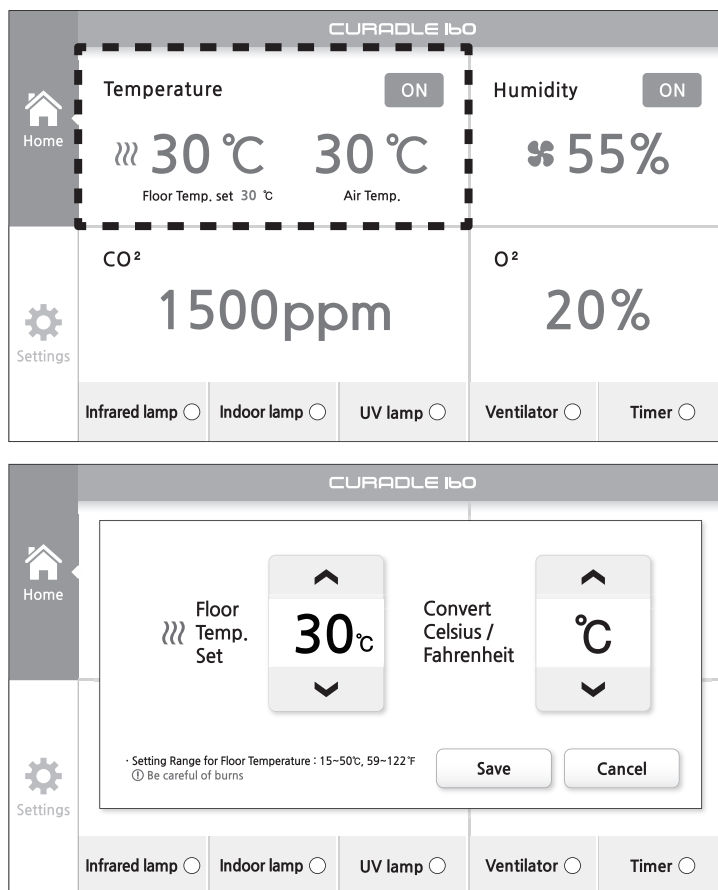 CURADLE 160
Home
Temperature
ON
30 ℃
30 ℃
Floor Temp. set 30 ℃
Air Temp.
Humidity
ON
55%
CO²
1500ppm
O²
20%
Settings
Infrared lamp
Indoor lamp
UV lamp
Ventilator
Timer
CURADLE 160
Home
Floor
Temp.
Set
30℃
Convert
Celsius /
Fahrenheit
℃
· Setting Range for Floor Temperature : 15~50℃, 59~122℉
! Be careful of burns
Save
Cancel
Settings
Infrared lamp
Indoor lamp
UV lamp
Ventilator
Timer